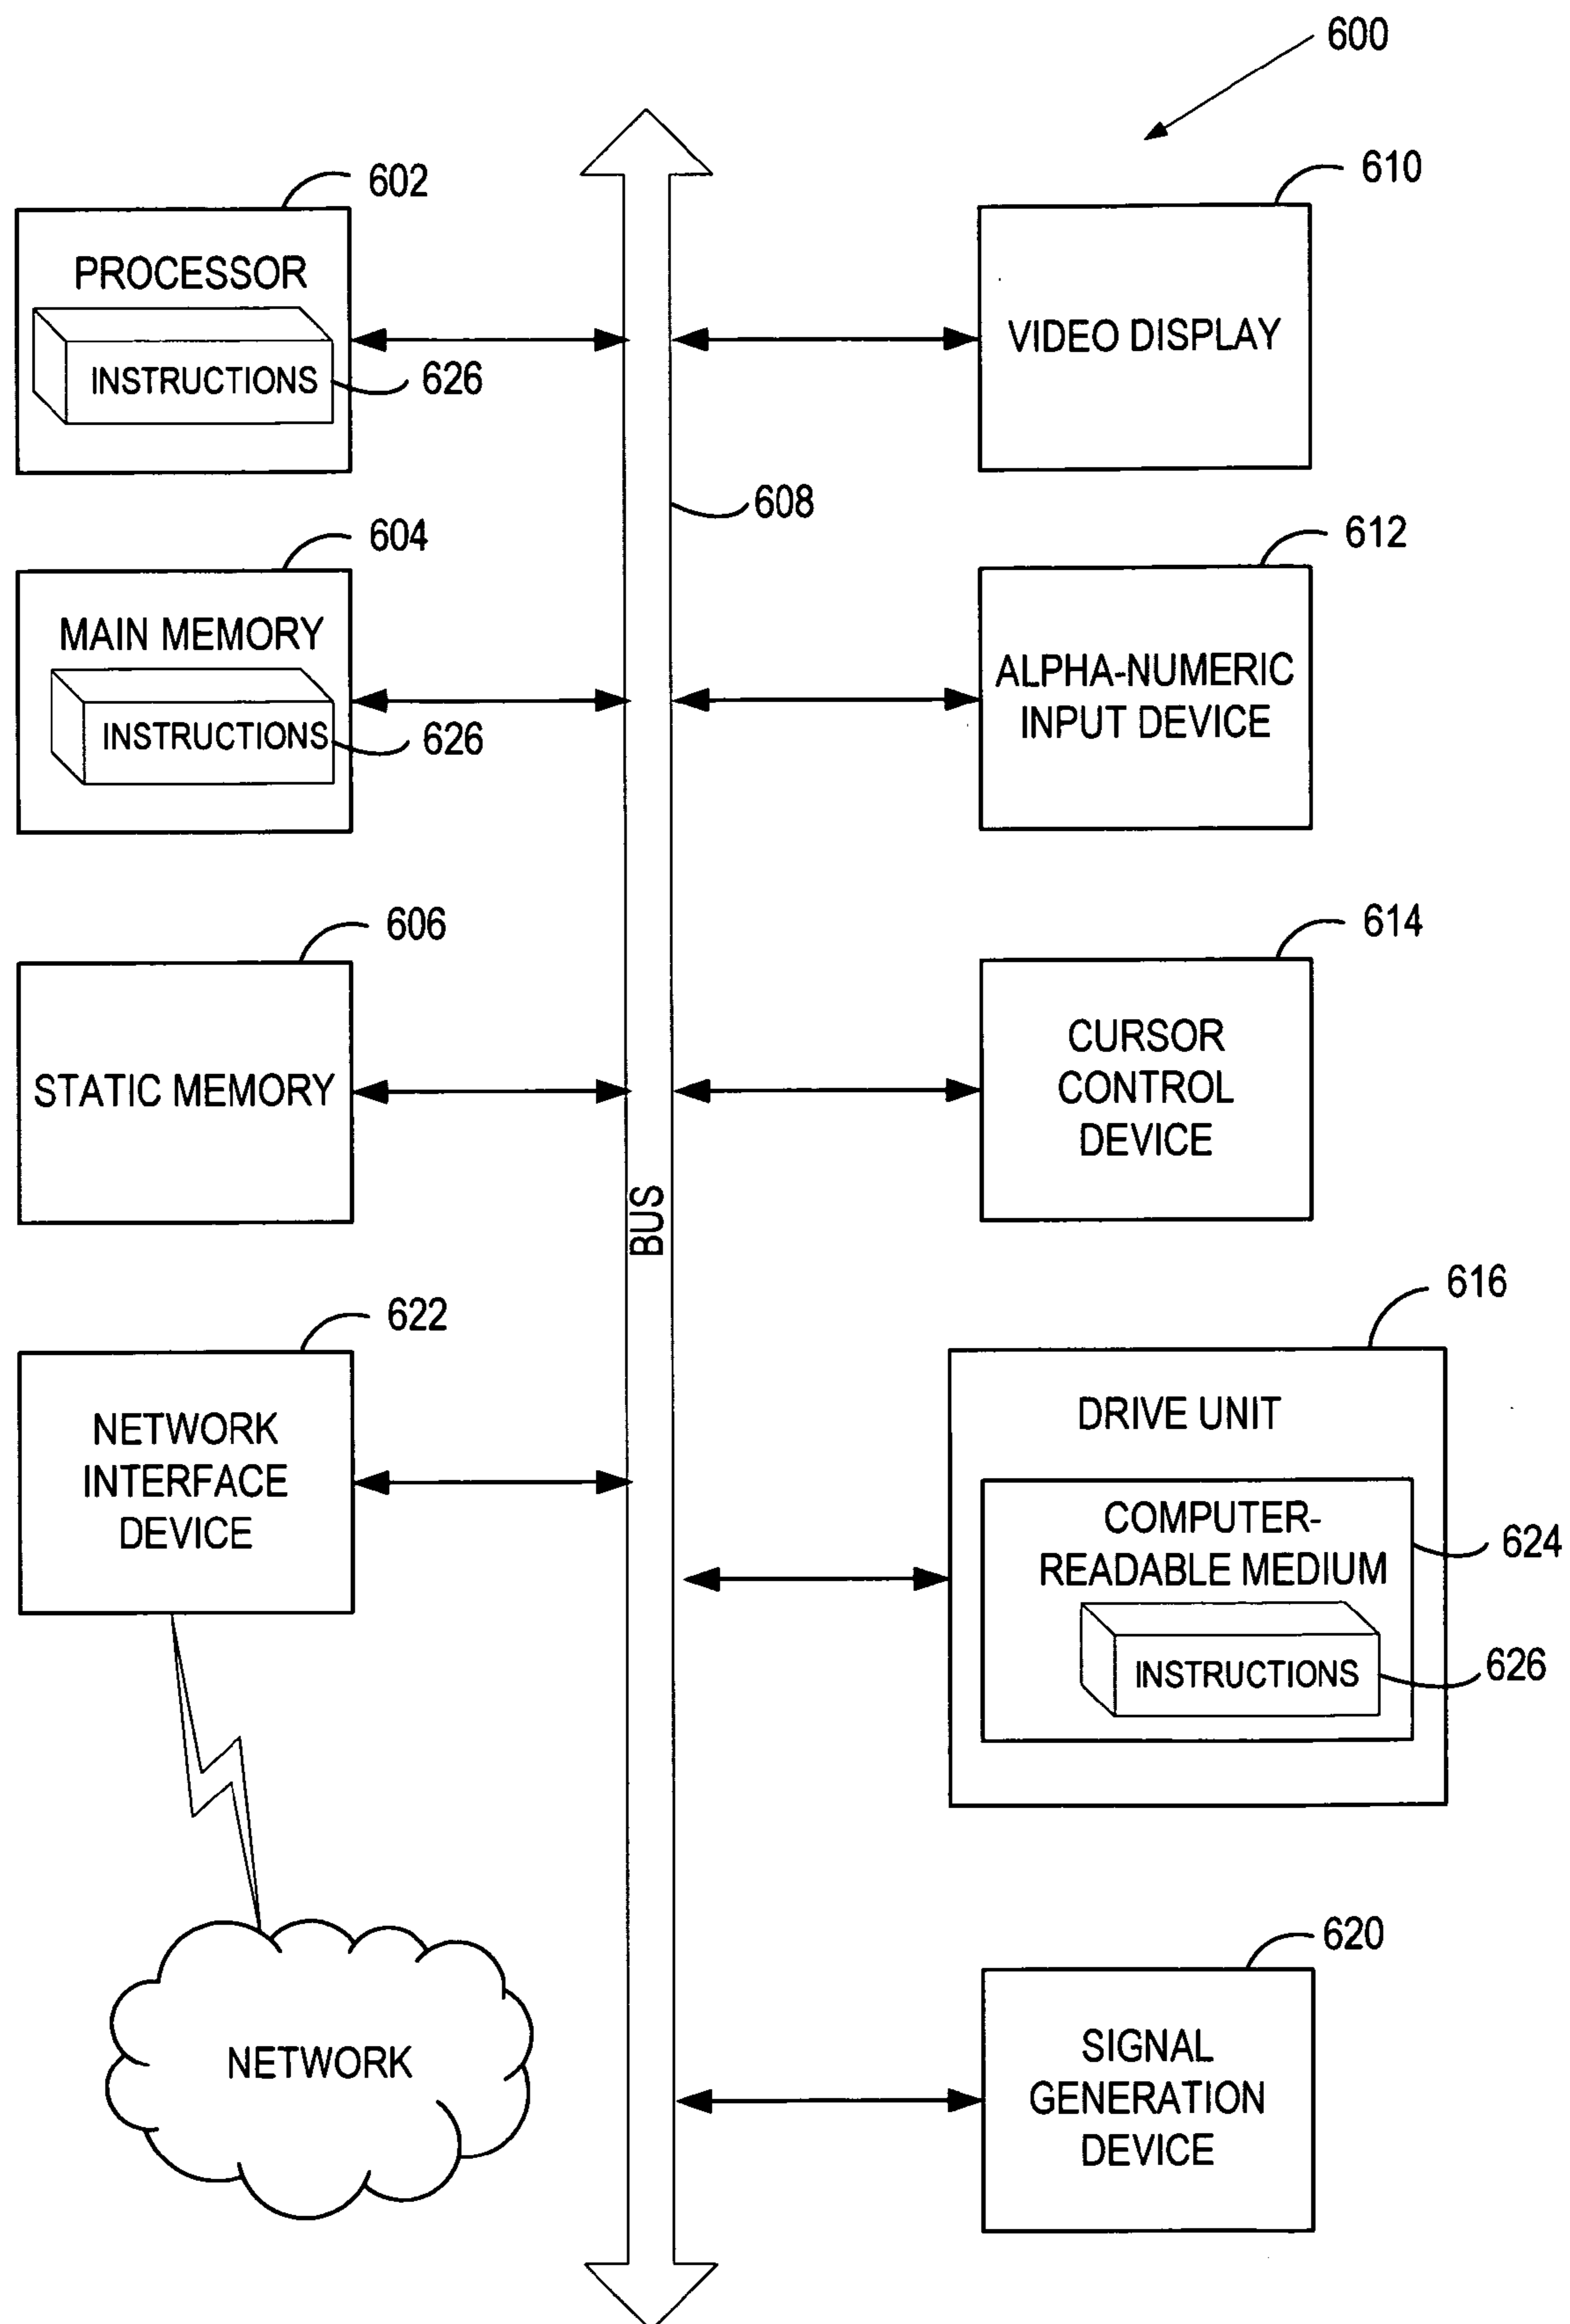 600
602
PROCESSOR
INSTRUCTIONS
626
610
VIDEO DISPLAY
608
604
MAIN MEMORY
INSTRUCTIONS
626
612
ALPHA-NUMERIC
INPUT DEVICE
606
STATIC MEMORY
614
CURSOR
CONTROL
DEVICE
BUS
622
NETWORK
INTERFACE
DEVICE
616
DRIVE UNIT
COMPUTER-
READABLE MEDIUM
624
INSTRUCTIONS
626
NETWORK
620
SIGNAL
GENERATION
DEVICE